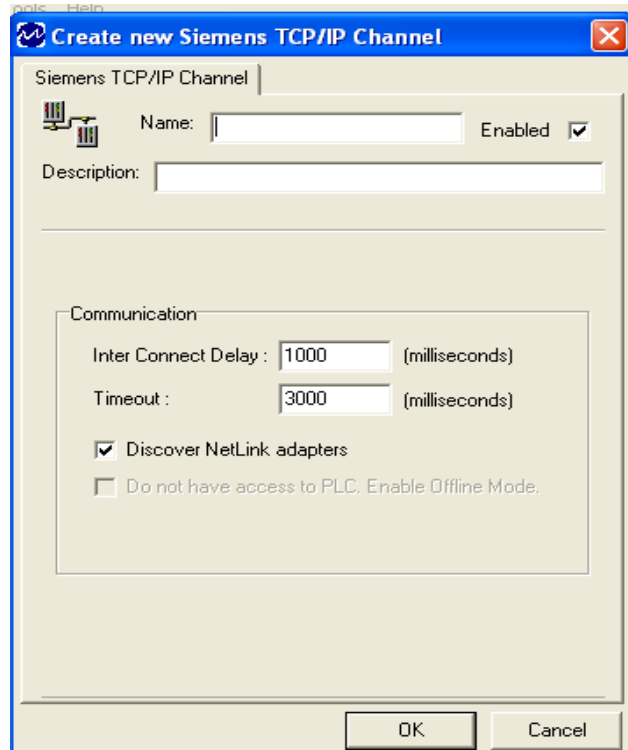 Help
Create new Siemens TCP/IP Channel
Siemens TCP/IP Channel
Name: Enabled
Description:
Communication
Inter Connect Delay : 1000 (milliseconds)
Timeout : 3000 (milliseconds)
Discover NetLink adapters
Do not have access to PLC. Enable Offline Mode.
OK Cancel